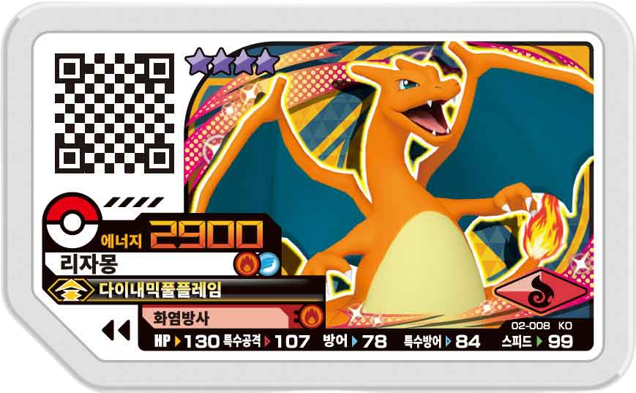 에너지 2900
리자몽
다이내믹풀플레임
화염방사
HP 130 특수공격 107 방어 78 특수방어 84 스피드 99
02-008 KO